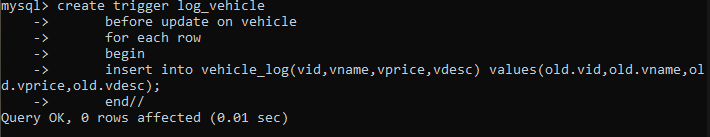 mysql> create trigger log_vehicle
    ->       before update on vehicle
    ->       for each row
    ->       begin
    ->       insert into vehicle_log(vid,vname,vprice,vdesc) values(old.vid,old.vname,ol
d.vprice,old.vdesc);
    ->       end//
Query OK, 0 rows affected (0.01 sec)